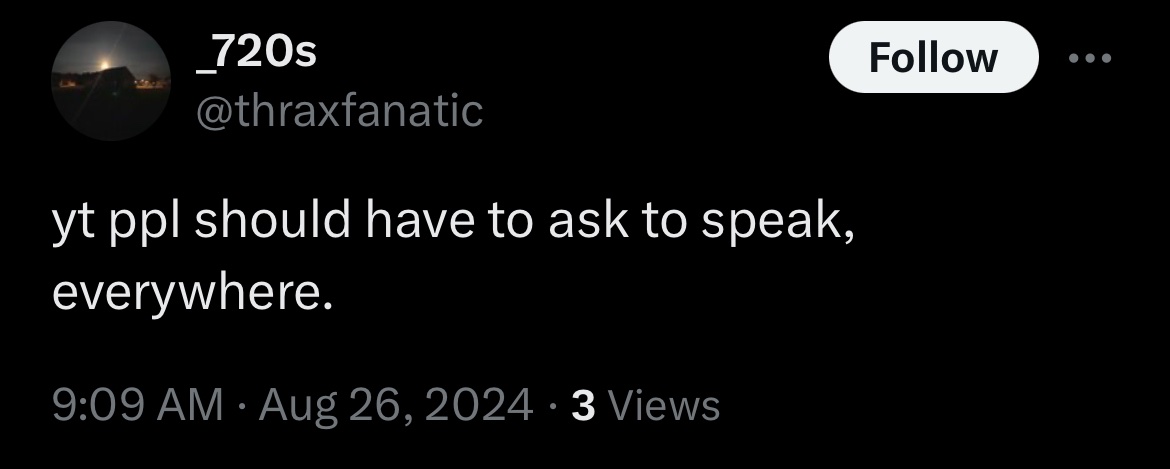 _720s
Follow
@thraxfanatic
yt ppl should have to ask to speak,
everywhere.
9:09 AM · Aug 26, 2024 · 3 Views